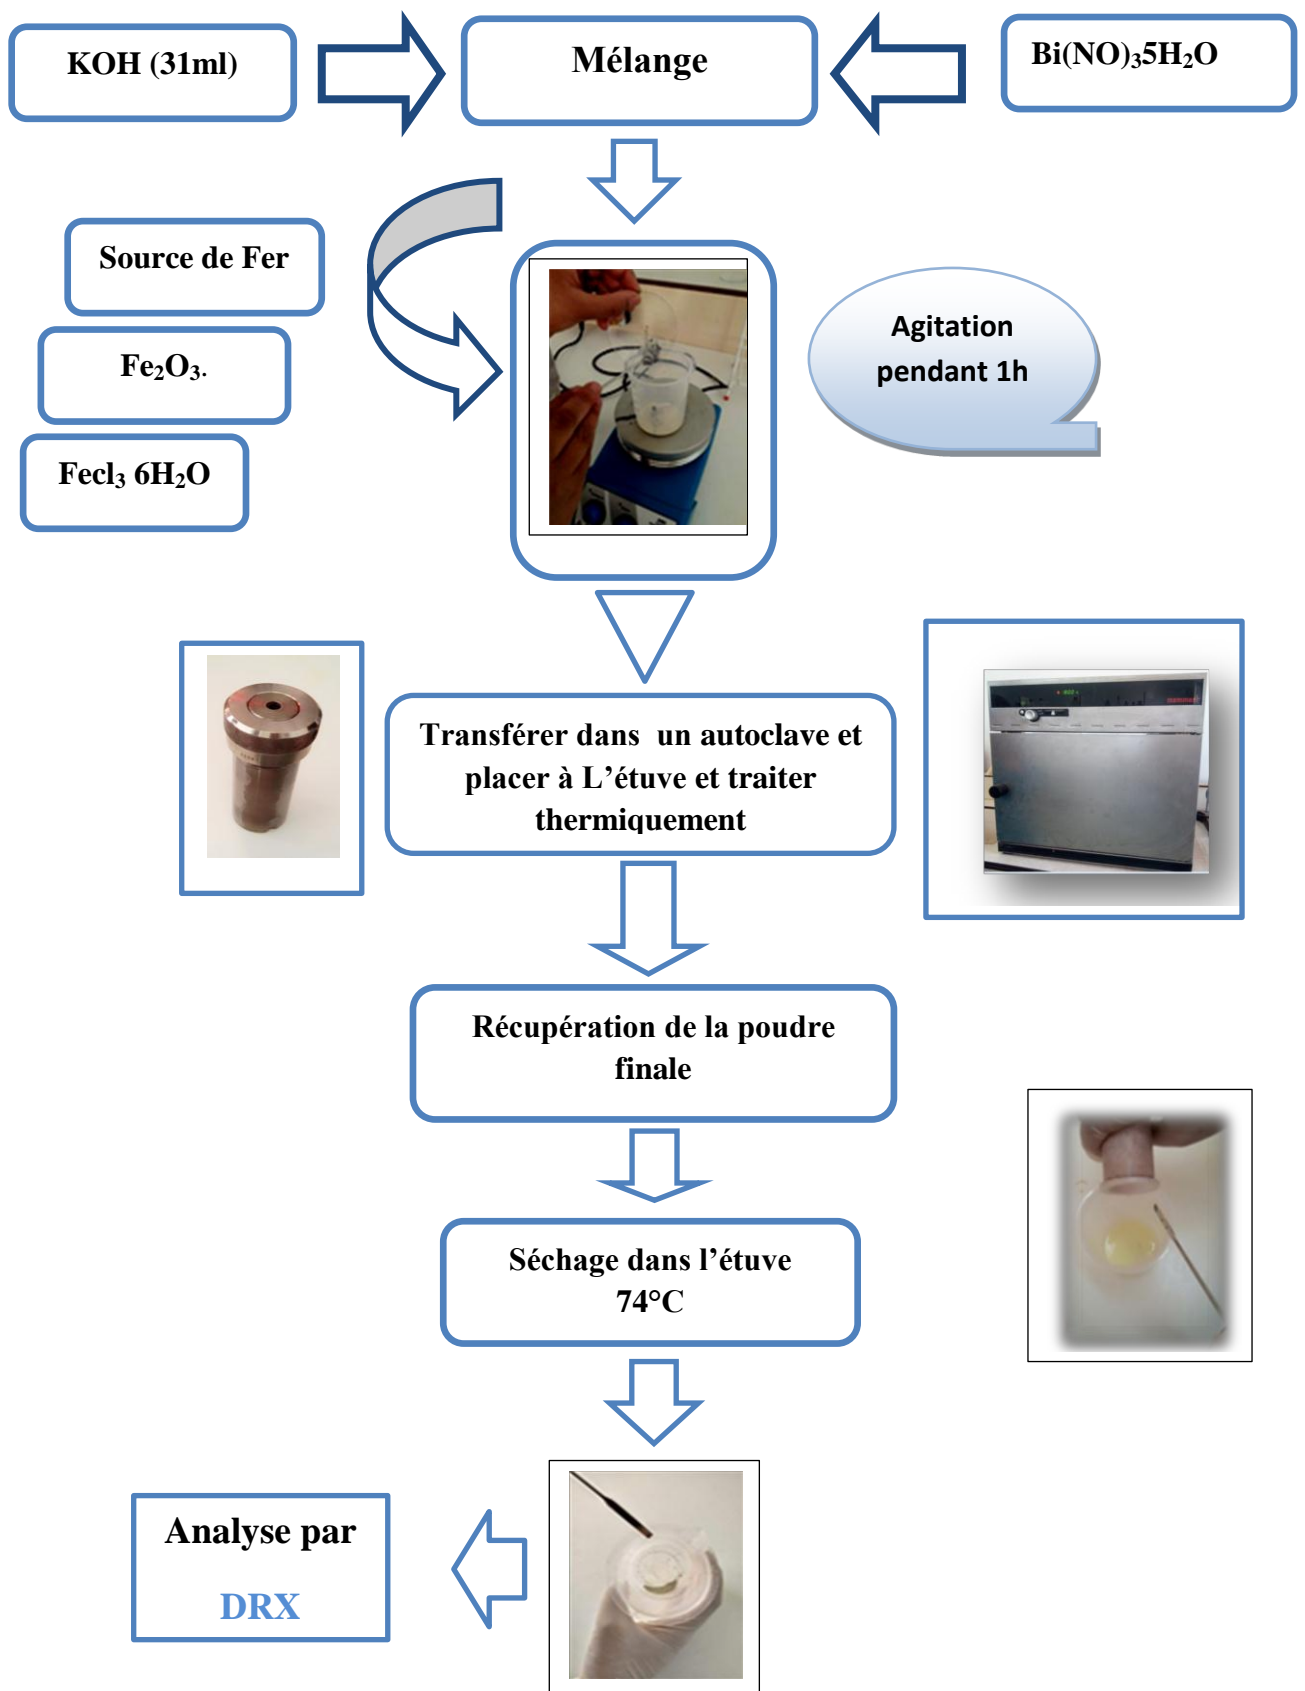 KOH (31ml)
Mélange
Bi(NO)₃5H₂O
Source de Fer
Fe₂O₃.
Fecl₃ 6H₂O
Agitation
pendant 1h
Transférer dans un autoclave et
placer à L’étuve et traiter
thermiquement
Récupération de la poudre
finale
Séchage dans l’étuve
74°C
Analyse par
DRX